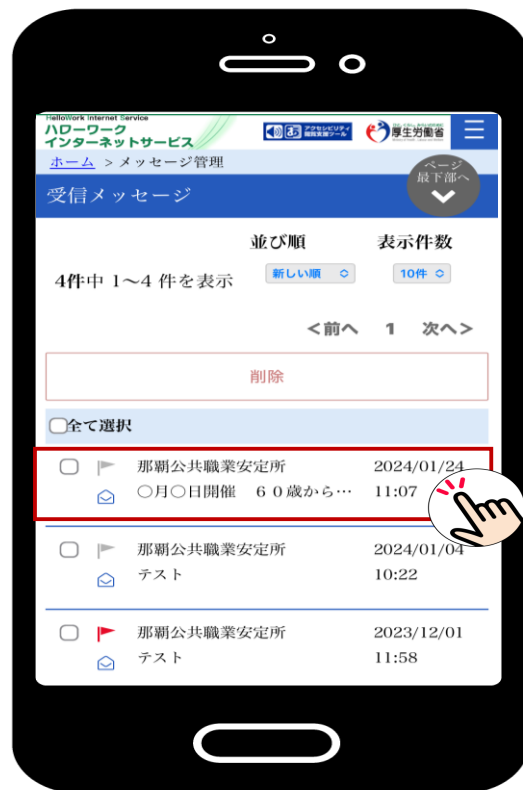 HelloWork Internet Service
ハローワーク
インターネットサービス
アクセシビリティ
閲覧支援ツール
厚生労働省
ホーム > メッセージ管理
ページ
最下部へ
受信メッセージ
並び順 表示件数
4件中 1～4 件を表示 新しい順 10件
<前へ 1 次へ>
削除
全て選択
那覇公共職業安定所 2024/01/24
○月○日開催 ６０歳から… 11:07
那覇公共職業安定所 2024/01/04
テスト 10:22
那覇公共職業安定所 2023/12/01
テスト 11:58